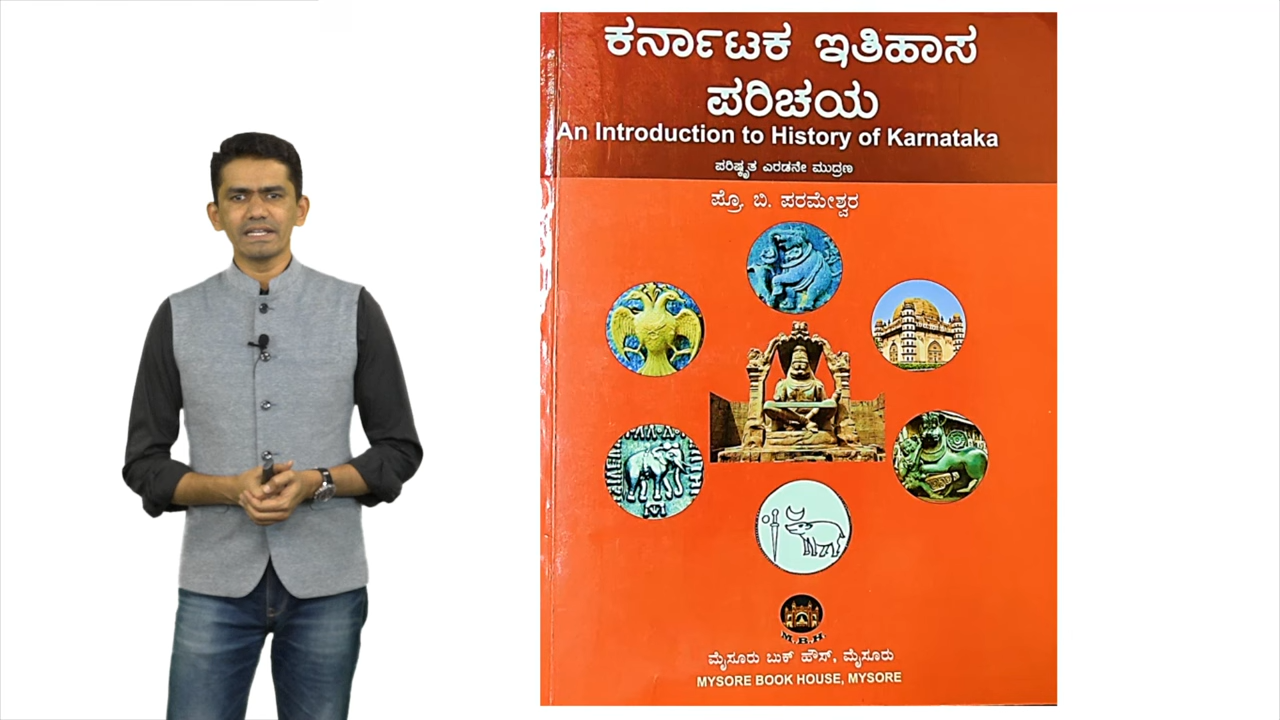 ಕರ್ನಾಟಕ ಇತಿಹಾಸ
ಪರಿಚಯ
An Introduction to History of Karnataka
ಪರಿಷ್ಕೃತ ಎರಡನೇ ಮುದ್ರಣ
ಪ್ರೊ. ಬಿ. ಪರಮೇಶ್ವರ
M.B.H.
ಮೈಸೂರು ಬುಕ್ ಹೌಸ್, ಮೈಸೂರು
MYSORE BOOK HOUSE, MYSORE